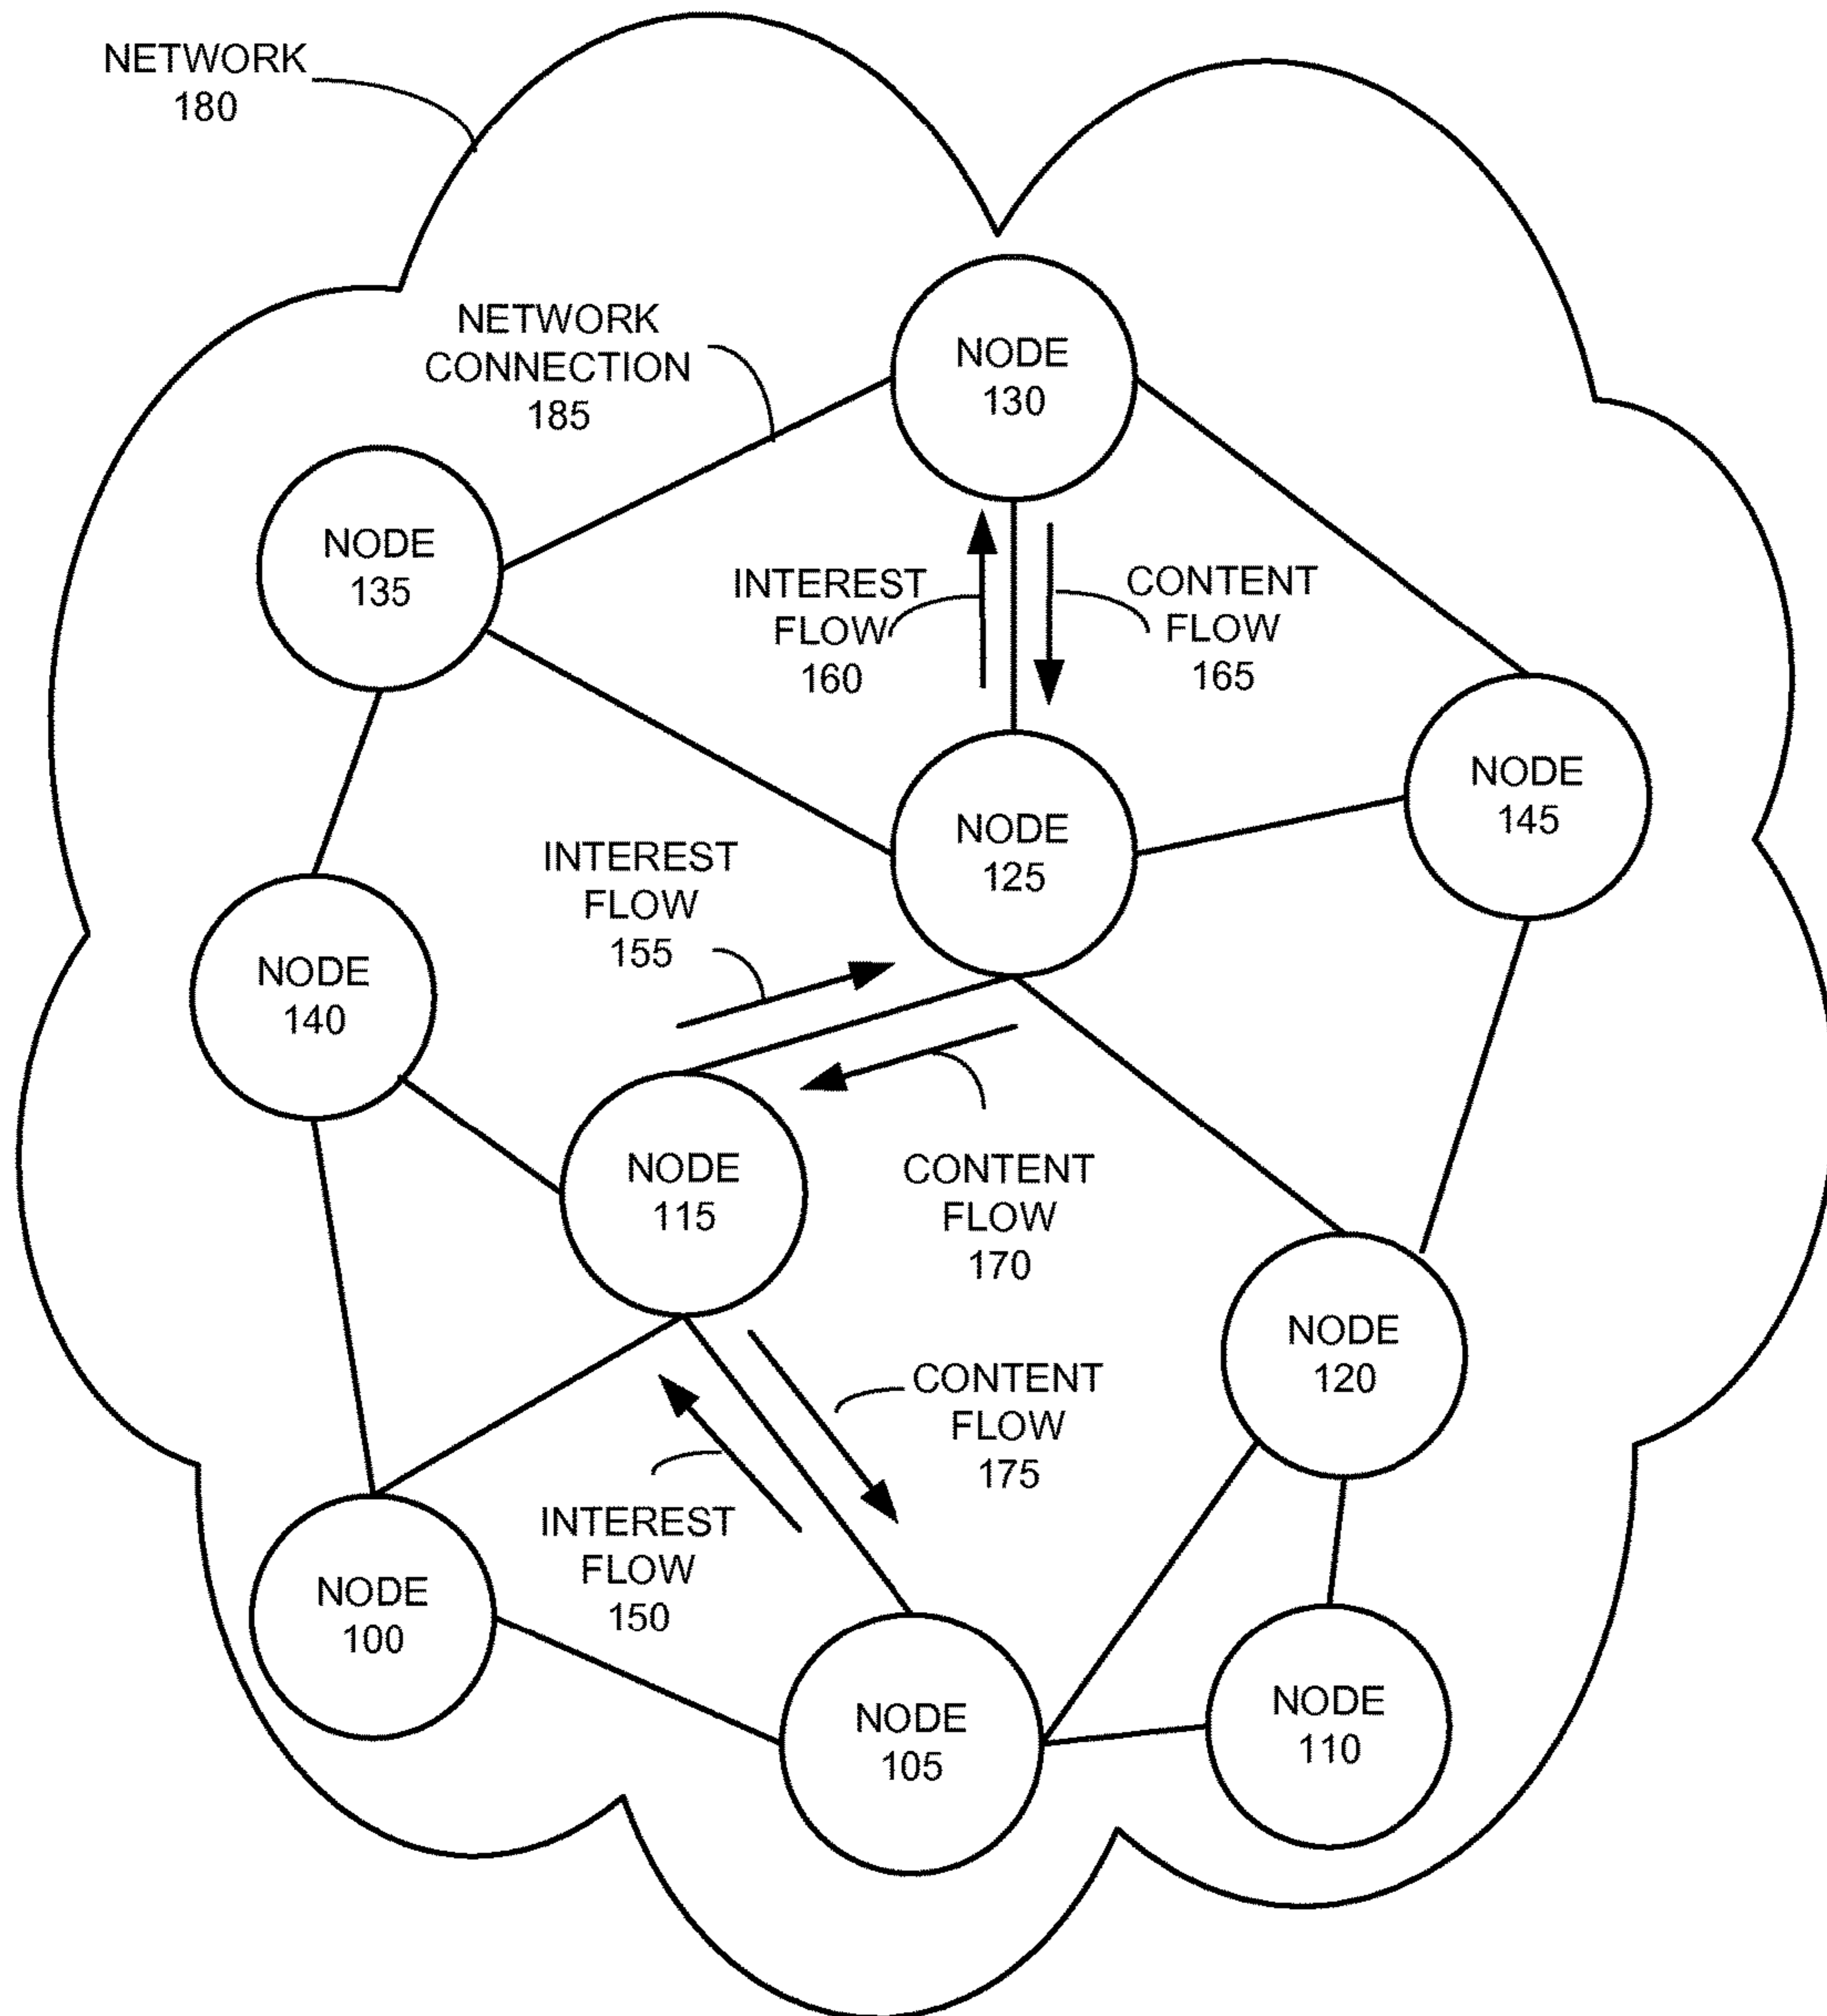 NETWORK
180
NETWORK
CONNECTION
185
NODE
130
NODE
135
INTEREST
FLOW
160
CONTENT
FLOW
165
NODE
145
NODE
125
INTEREST
FLOW
155
NODE
140
NODE
115
CONTENT
FLOW
170
NODE
120
CONTENT
FLOW
175
INTEREST
FLOW
150
NODE
100
NODE
105
NODE
110